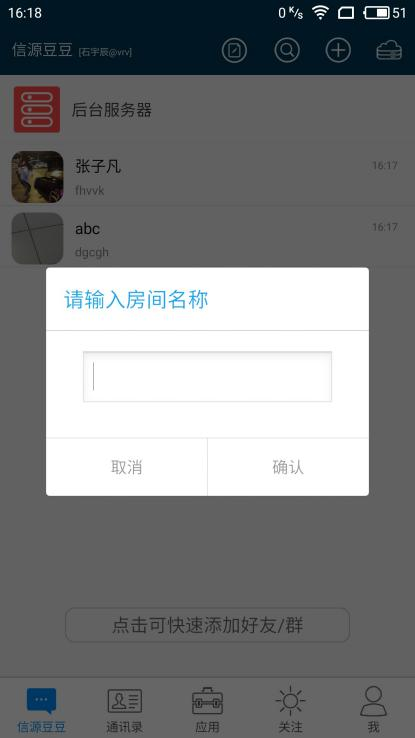 16:18 0 K/s 51
信源豆豆 [石宇辰@vrv]
后台服务器
张子凡 16:17
fhvvk
abc 16:17
dgcgh
请输入房间名称
取消 确认
点击可快速添加好友/群
信源豆豆 通讯录 应用 关注 我